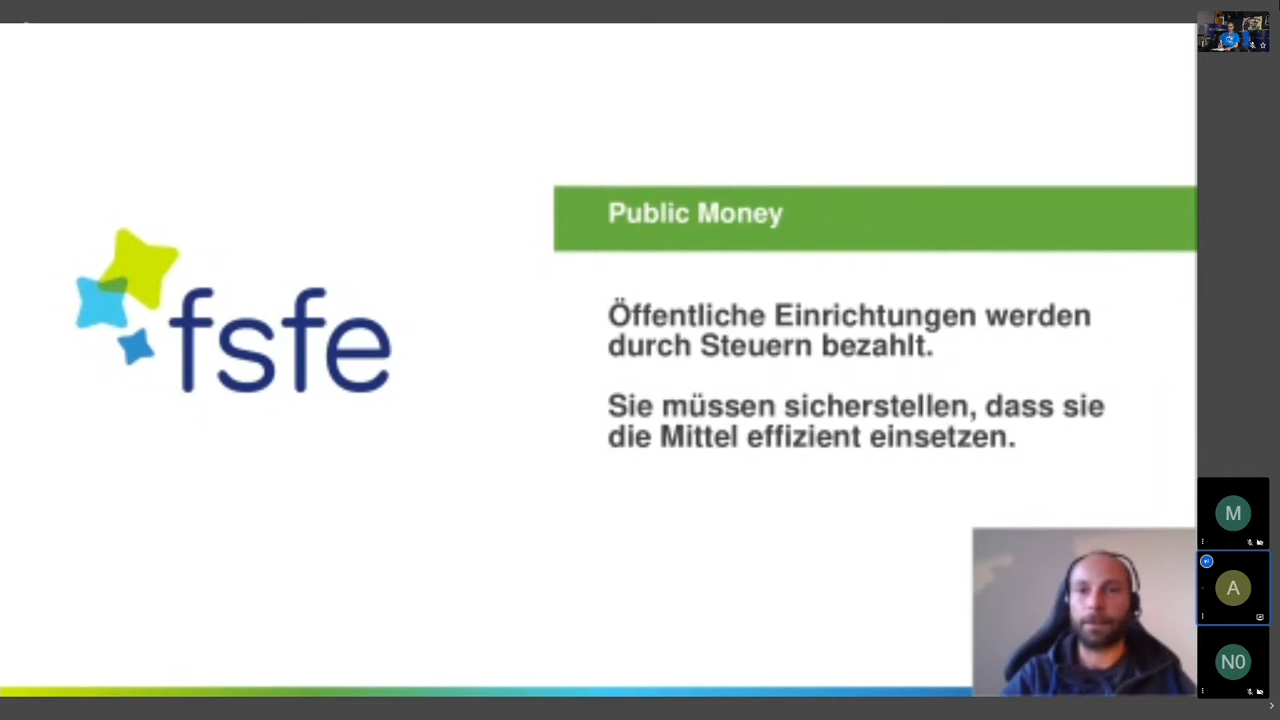 fsfe
Public Money
Öffentliche Einrichtungen werden
durch Steuern bezahlt.
Sie müssen sicherstellen, dass sie
die Mittel effizient einsetzen.
M
A
N0